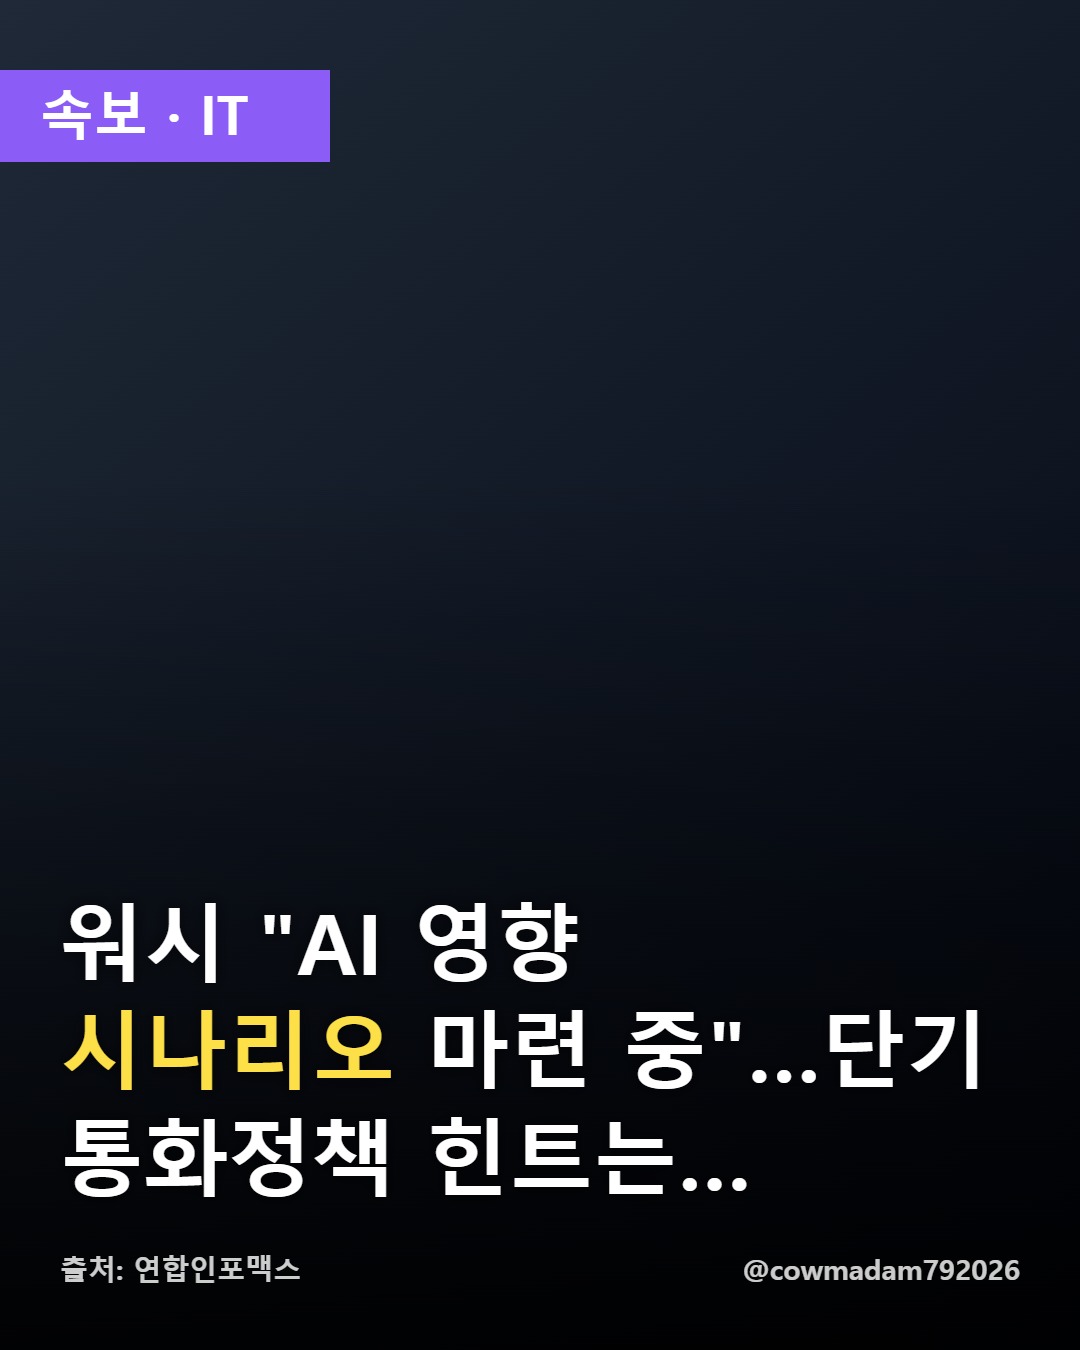 속보 · IT
워시 "AI 영향
시나리오 마련 중"...단기
통화정책 힌트는...
출처: 연합인포맥스
@cowmadam792026